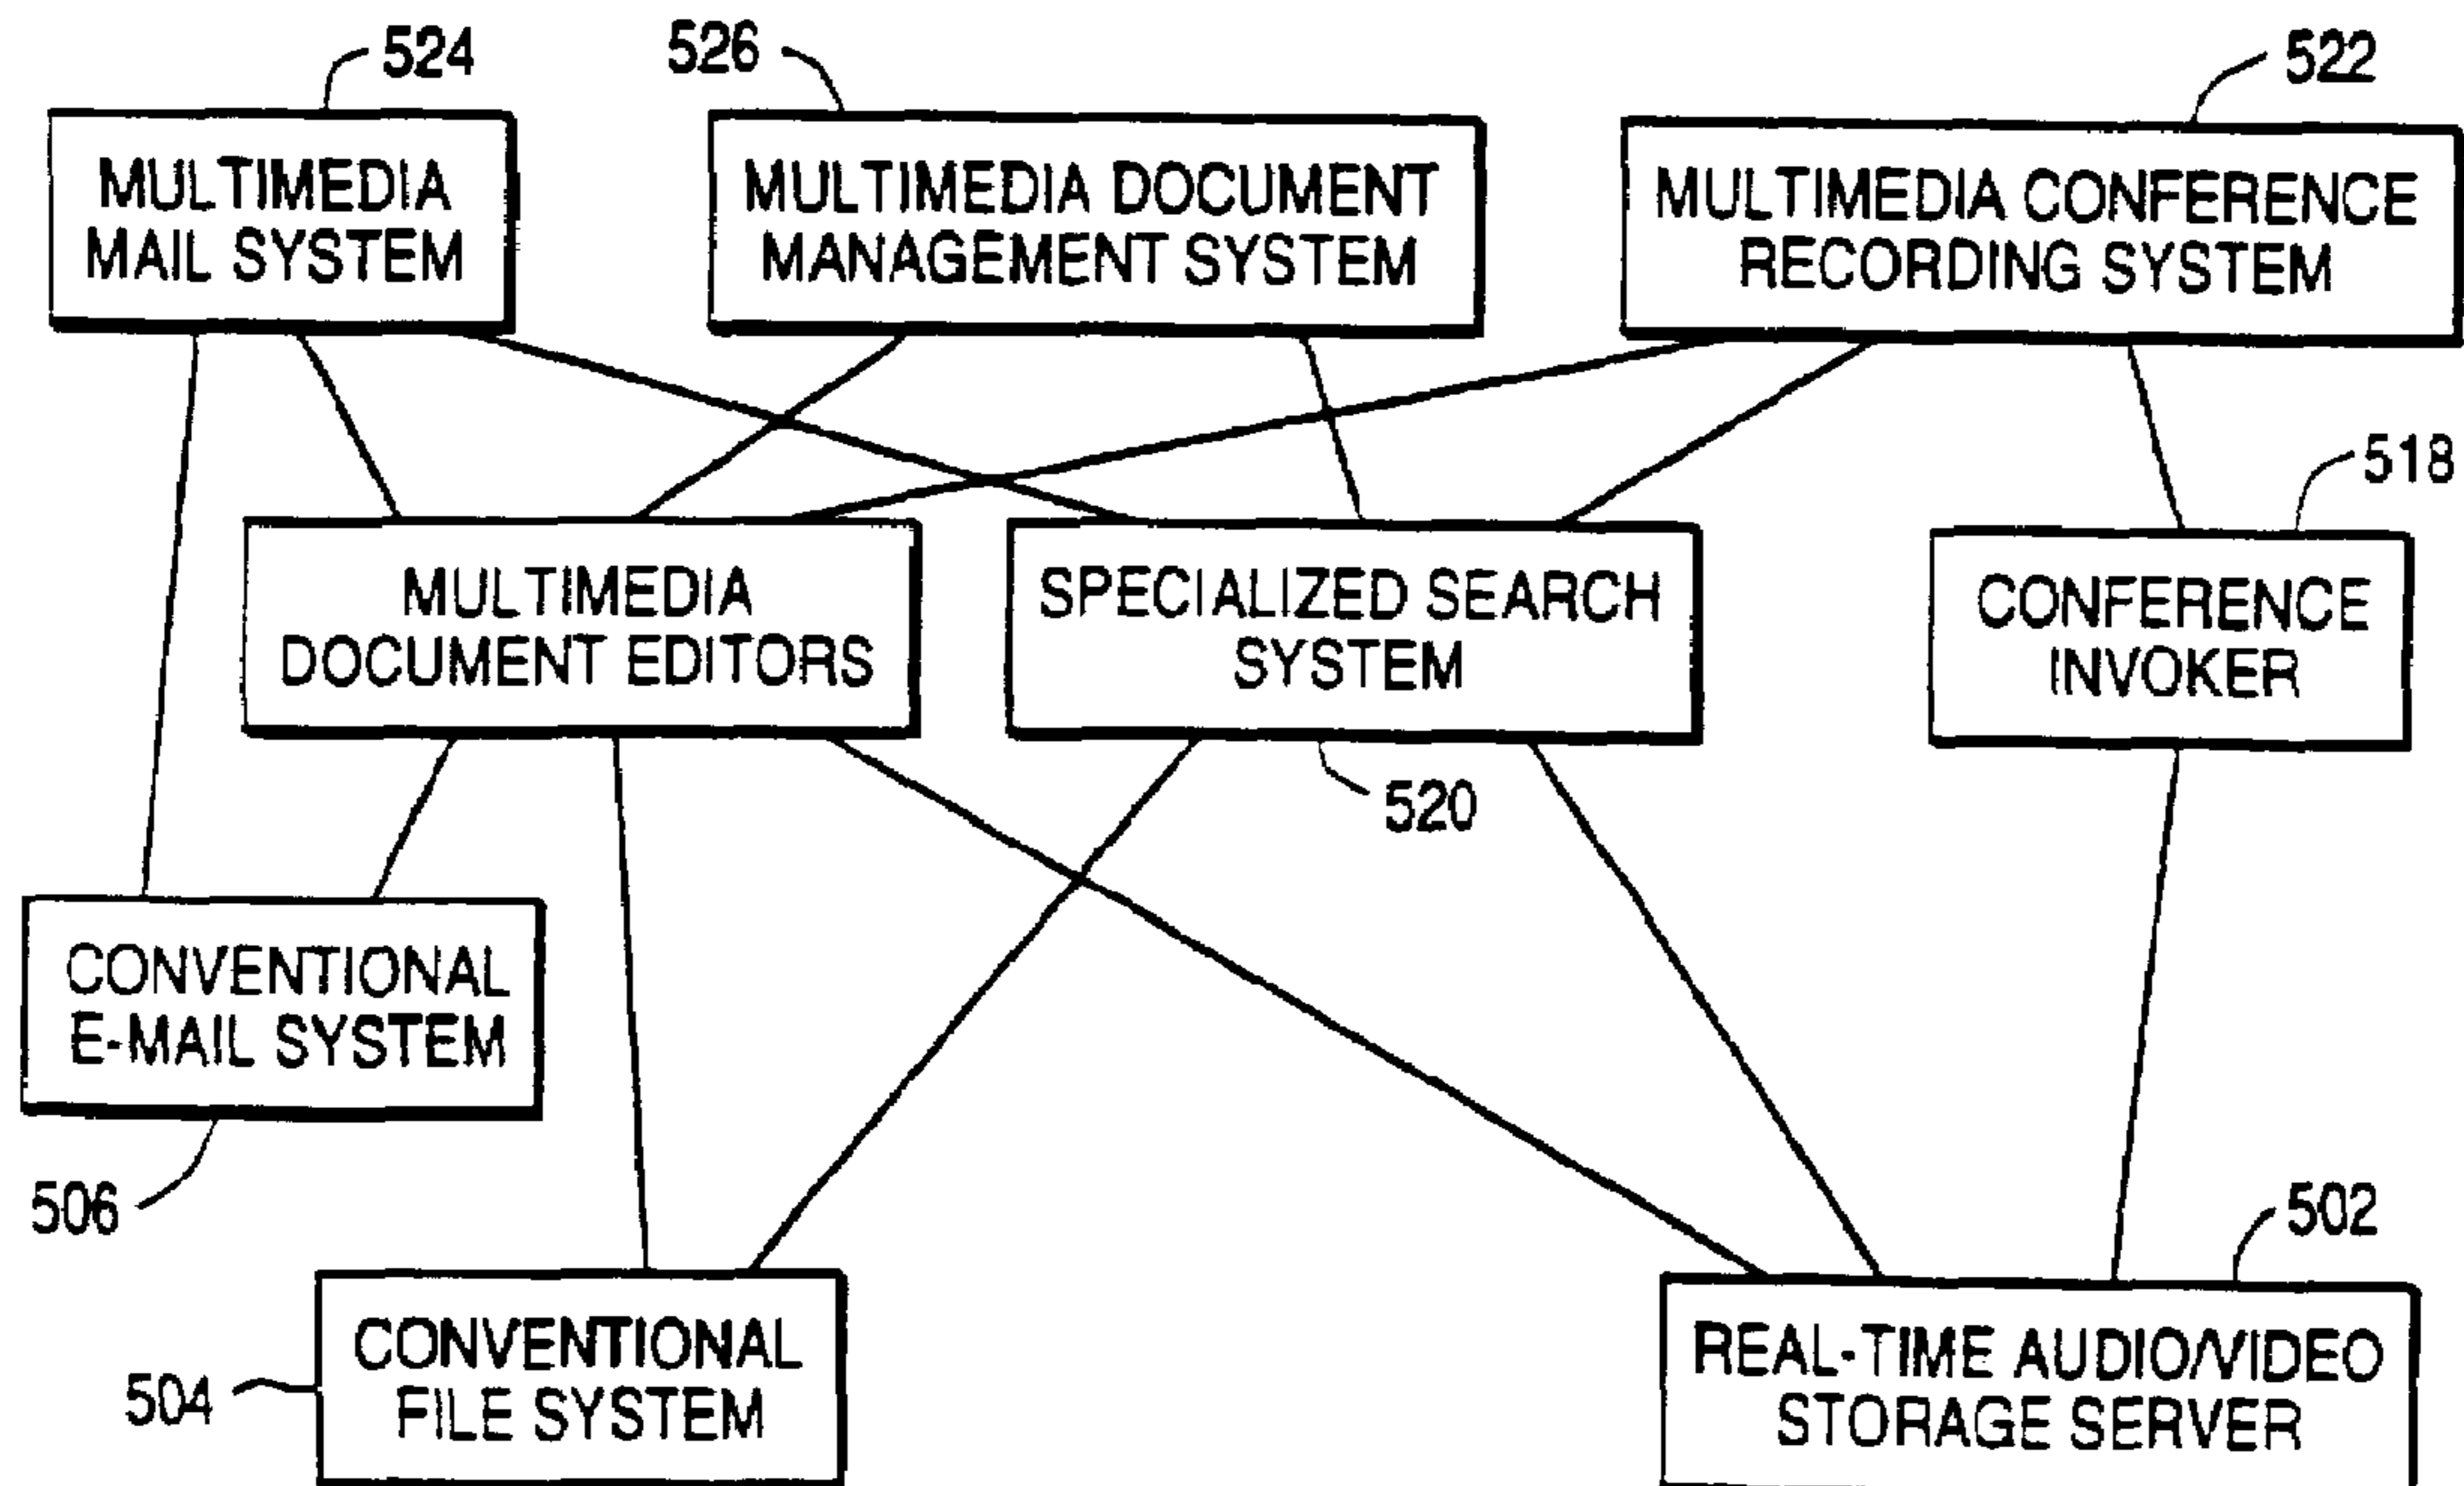 524
526
522
MULTIMEDIA
MAIL SYSTEM
MULTIMEDIA DOCUMENT
MANAGEMENT SYSTEM
MULTIMEDIA CONFERENCE
RECORDING SYSTEM
518
MULTIMEDIA
DOCUMENT EDITORS
SPECIALIZED SEARCH
SYSTEM
CONFERENCE
INVOKER
520
CONVENTIONAL
E-MAIL SYSTEM
506
502
CONVENTIONAL
FILE SYSTEM
504
REAL-TIME AUDIO/VIDEO
STORAGE SERVER